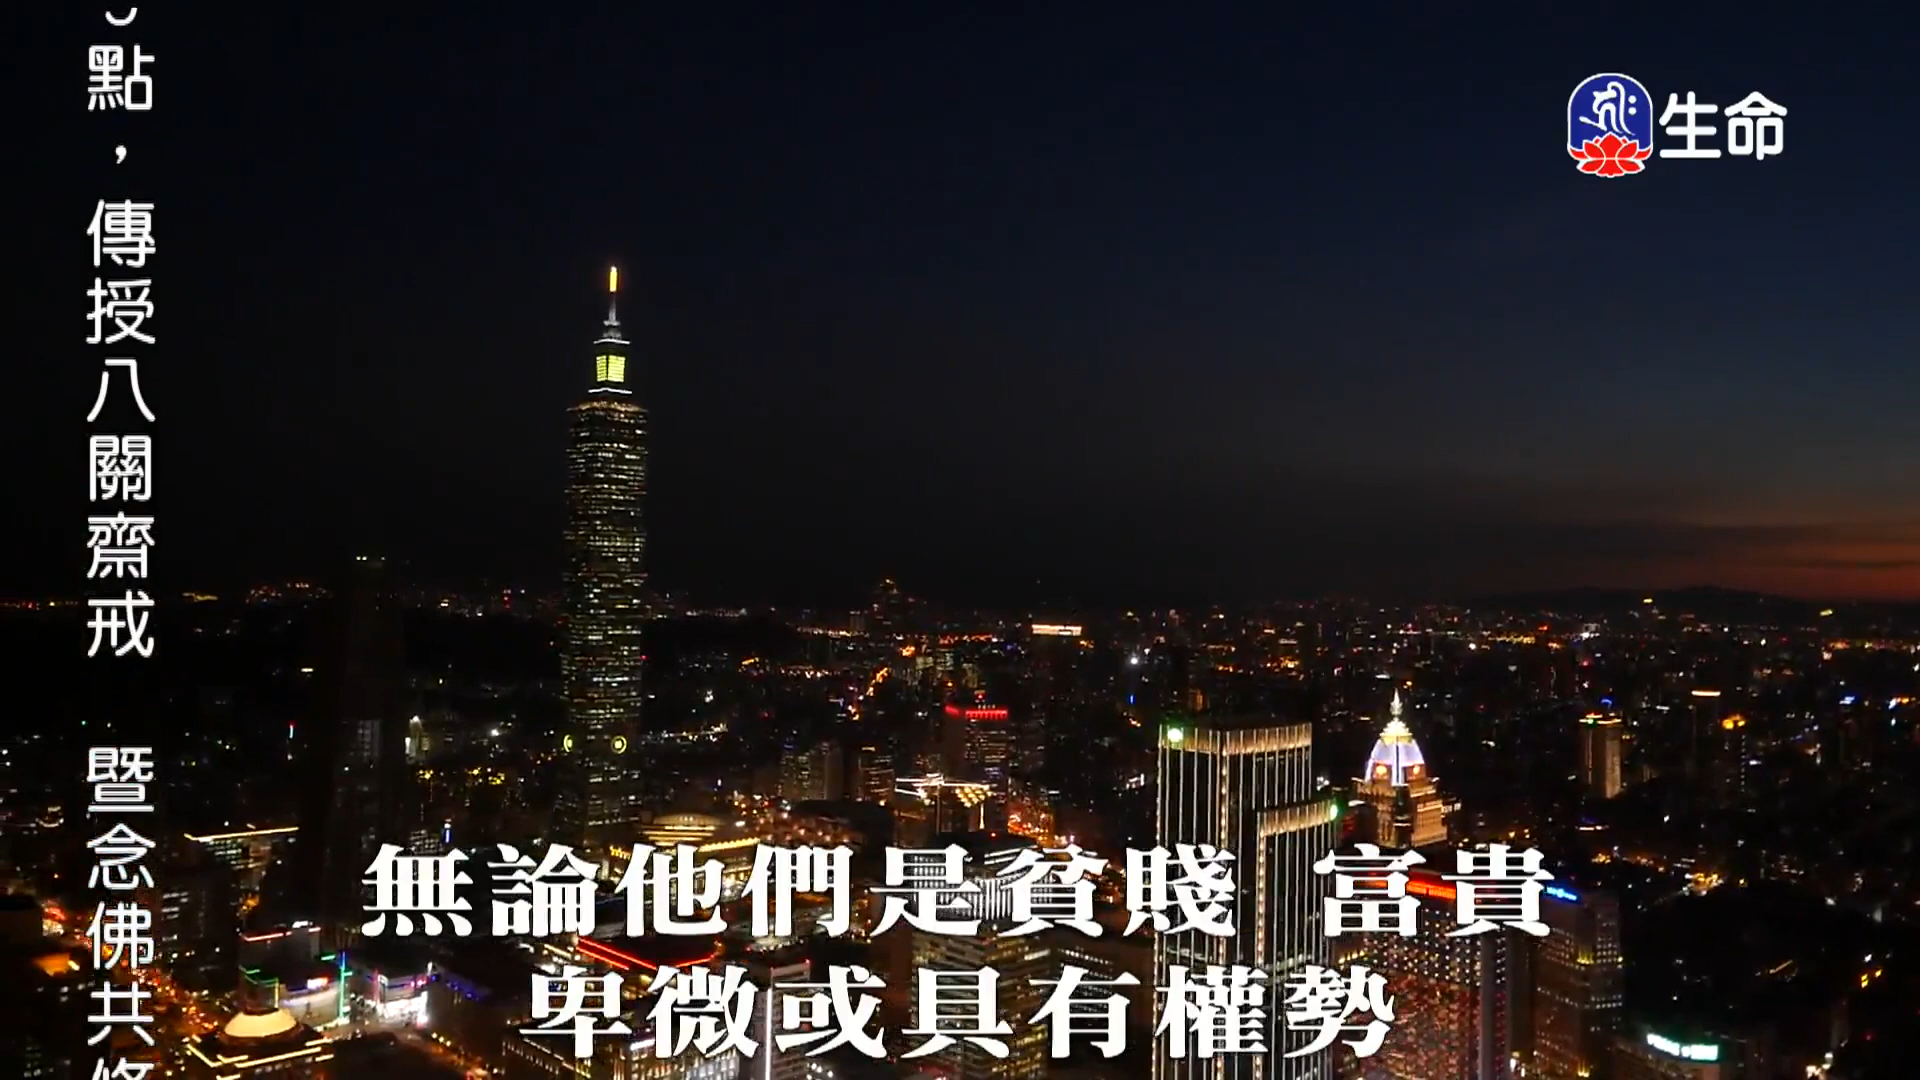 點，傳授八關齋戒 暨念佛共
生命
無論他們是貧賤 富貴
卑微或具有權勢